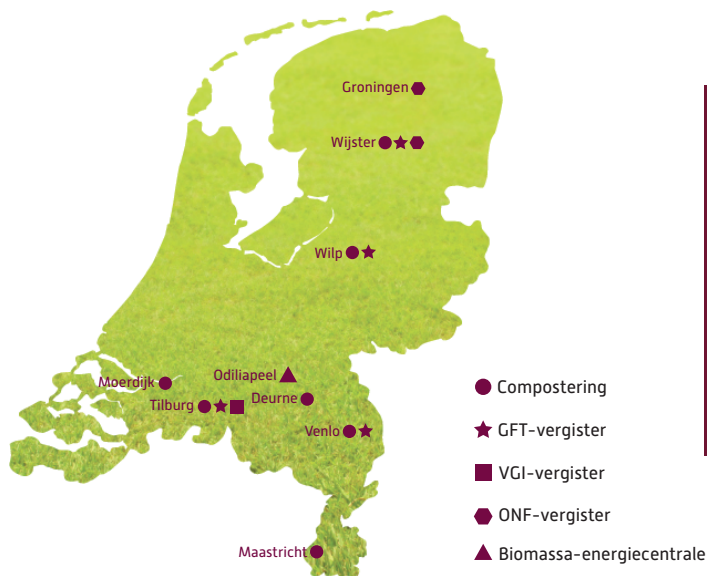 Groningen
Wijster
Wilp
Odiliapeel
Moerdijk
Deurne
Tilburg
Venlo
Maastricht
Compostering
GFT-vergister
VGI-vergister
ONF-vergister
Biomassa-energiecentrale